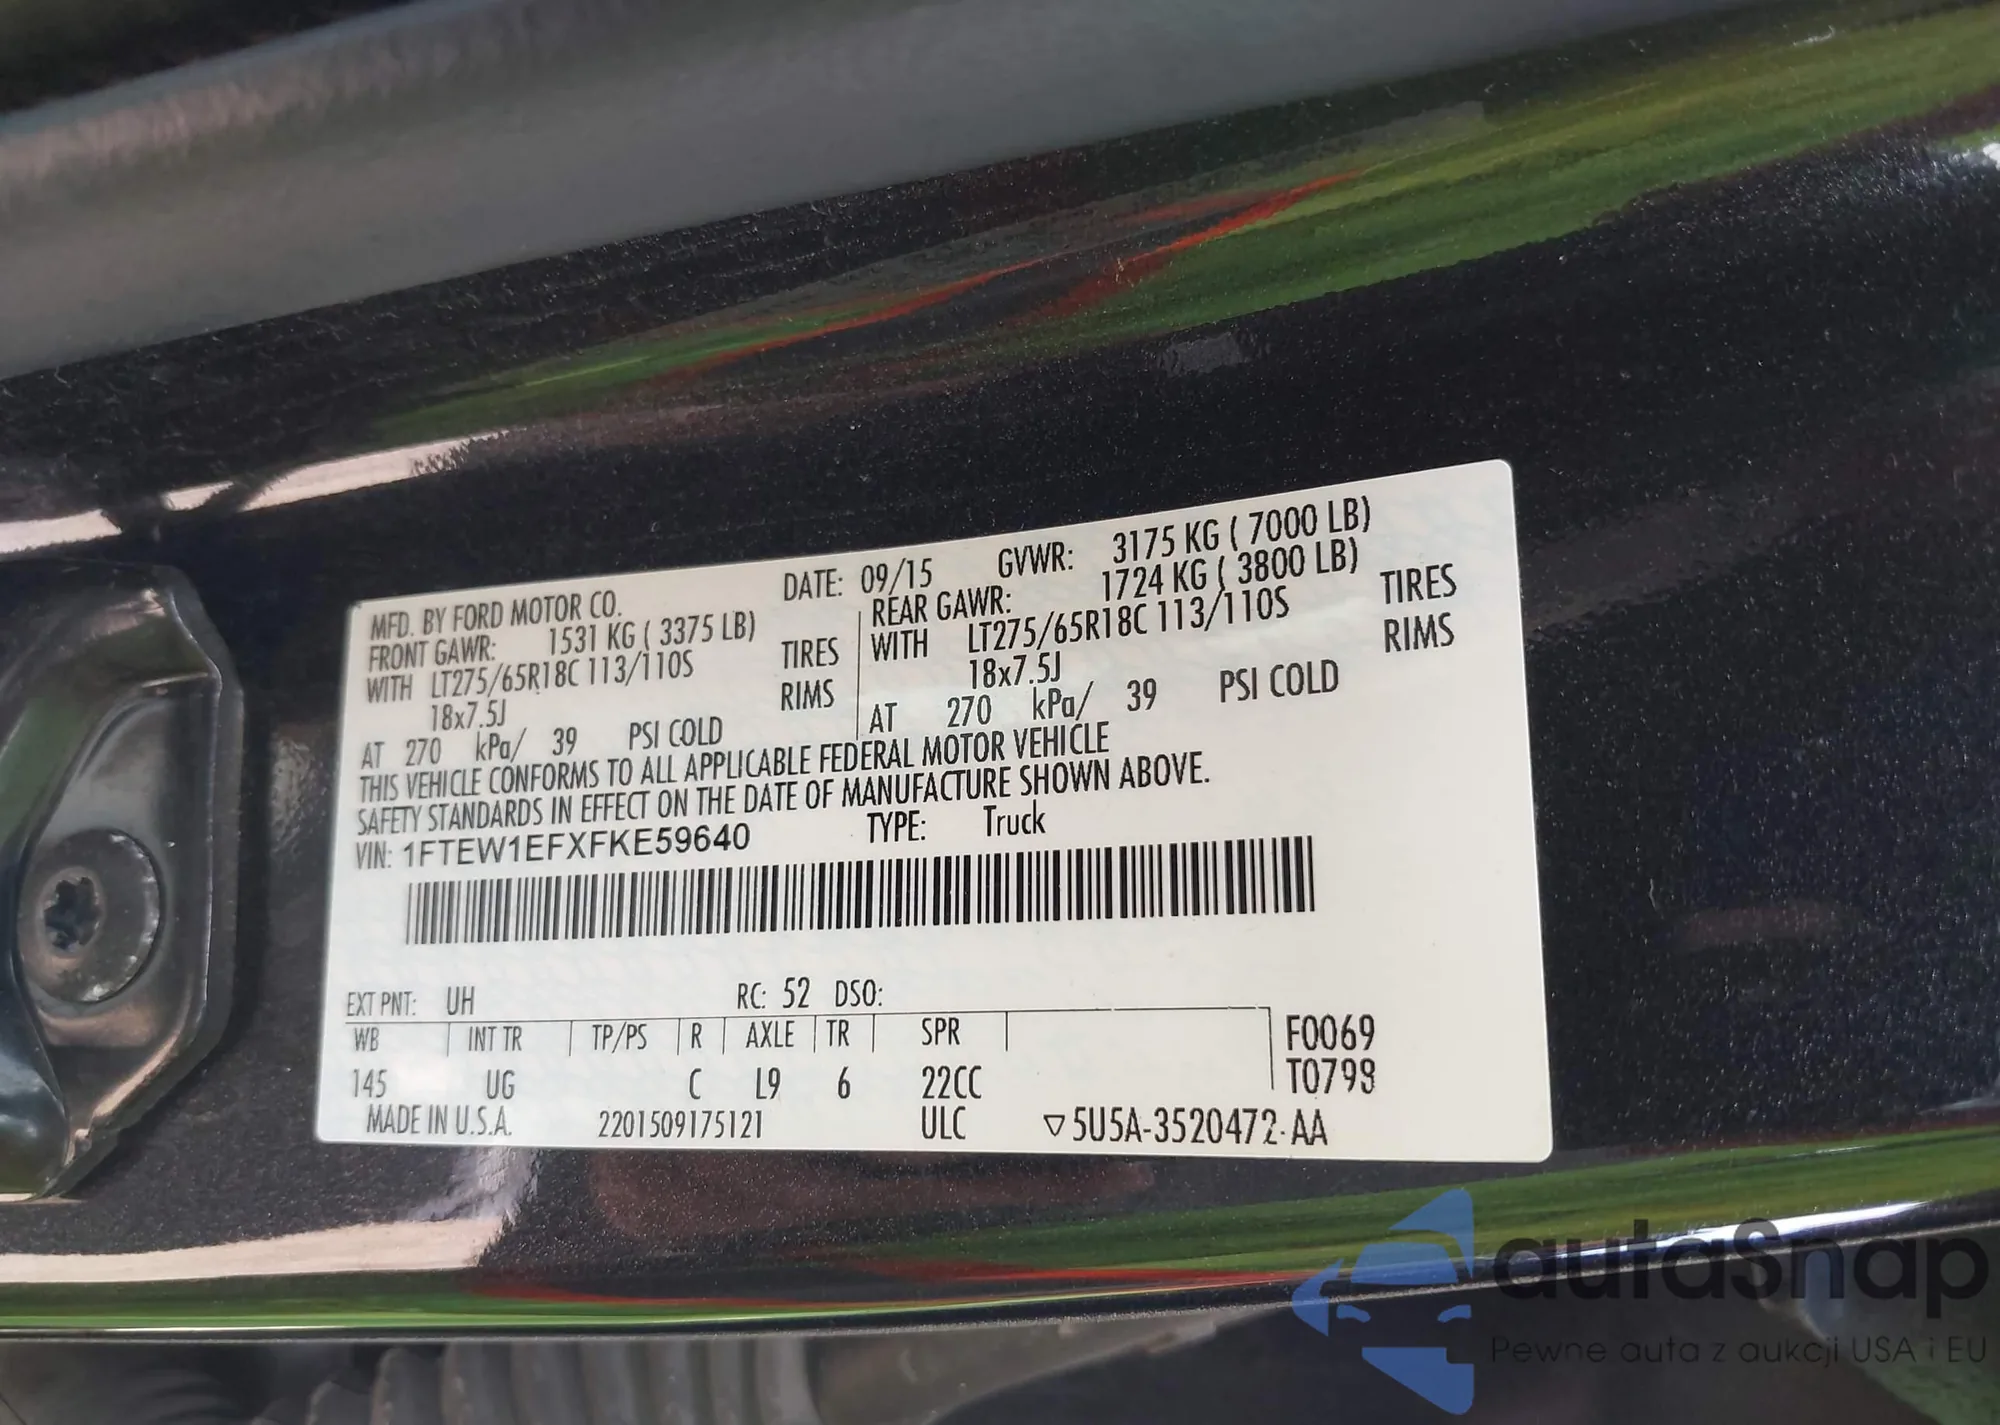 MFD. BY FORD MOTOR CO. DATE: 09/15 GVWR: 3175 KG ( 7000 LB)
FRONT GAWR: 1531 KG ( 3375 LB) REAR GAWR: 1724 KG ( 3800 LB)
WITH LT275/65R18C 113/110S TIRES WITH LT275/65R18C 113/110S TIRES
18x7.5J RIMS 18x7.5J RIMS
AT 270 kPa/ 39 PSI COLD AT 270 kPa/ 39 PSI COLD
THIS VEHICLE CONFORMS TO ALL APPLICABLE FEDERAL MOTOR VEHICLE
SAFETY STANDARDS IN EFFECT ON THE DATE OF MANUFACTURE SHOWN ABOVE.
VIN: 1FTEW1EFXFKE59640 TYPE: Truck
EXT PNT: UH RC: 52 DSO:
WB INT TR TP/PS R AXLE TR SPR F0069
145 UG C L9 6 22CC T0798
MADE IN U.S.A. 2201509175121 ULC ▽5U5A-3520472-AA
autaSnap
Pewne auta z aukcji USA i EU